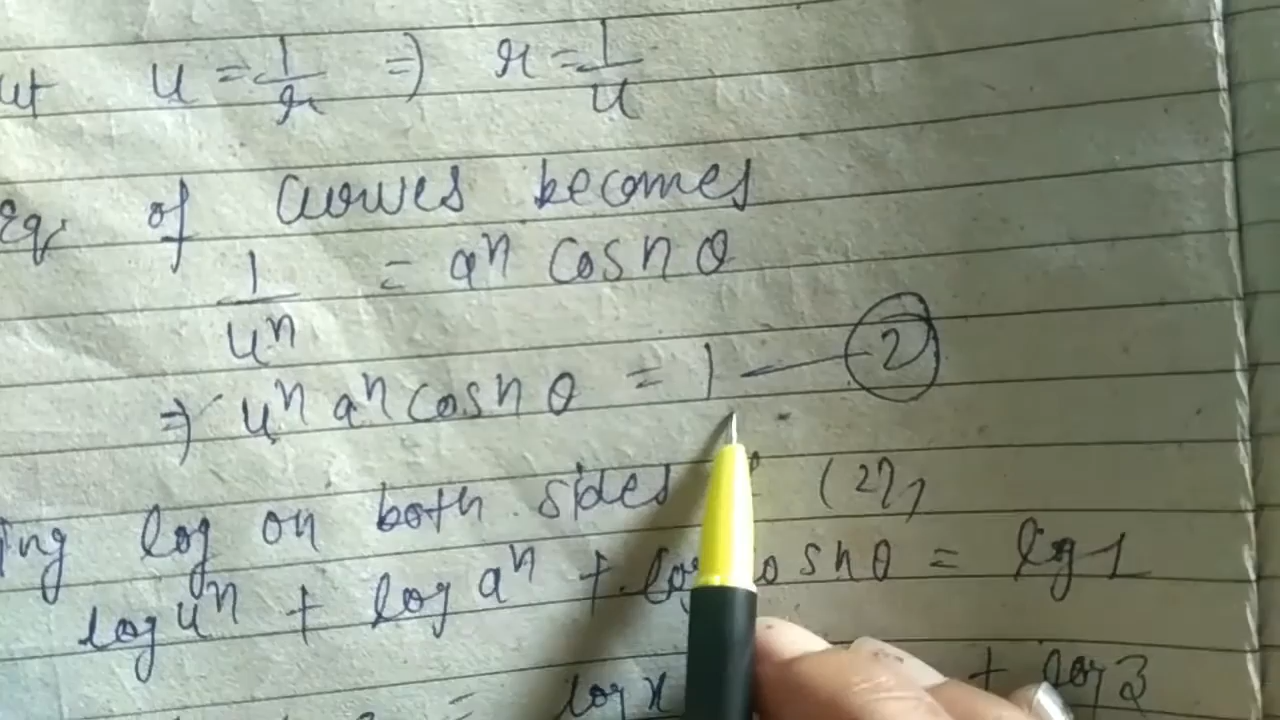 ut u = 1/r ⇒ r = 1/u
Eq. of curves becomes
1/uⁿ = aⁿ cos nθ
⇒ uⁿ aⁿ cos nθ = 1 — ②
ing log on both sides (2),
log uⁿ + log aⁿ + log cos nθ = log 1
= log x + log 3